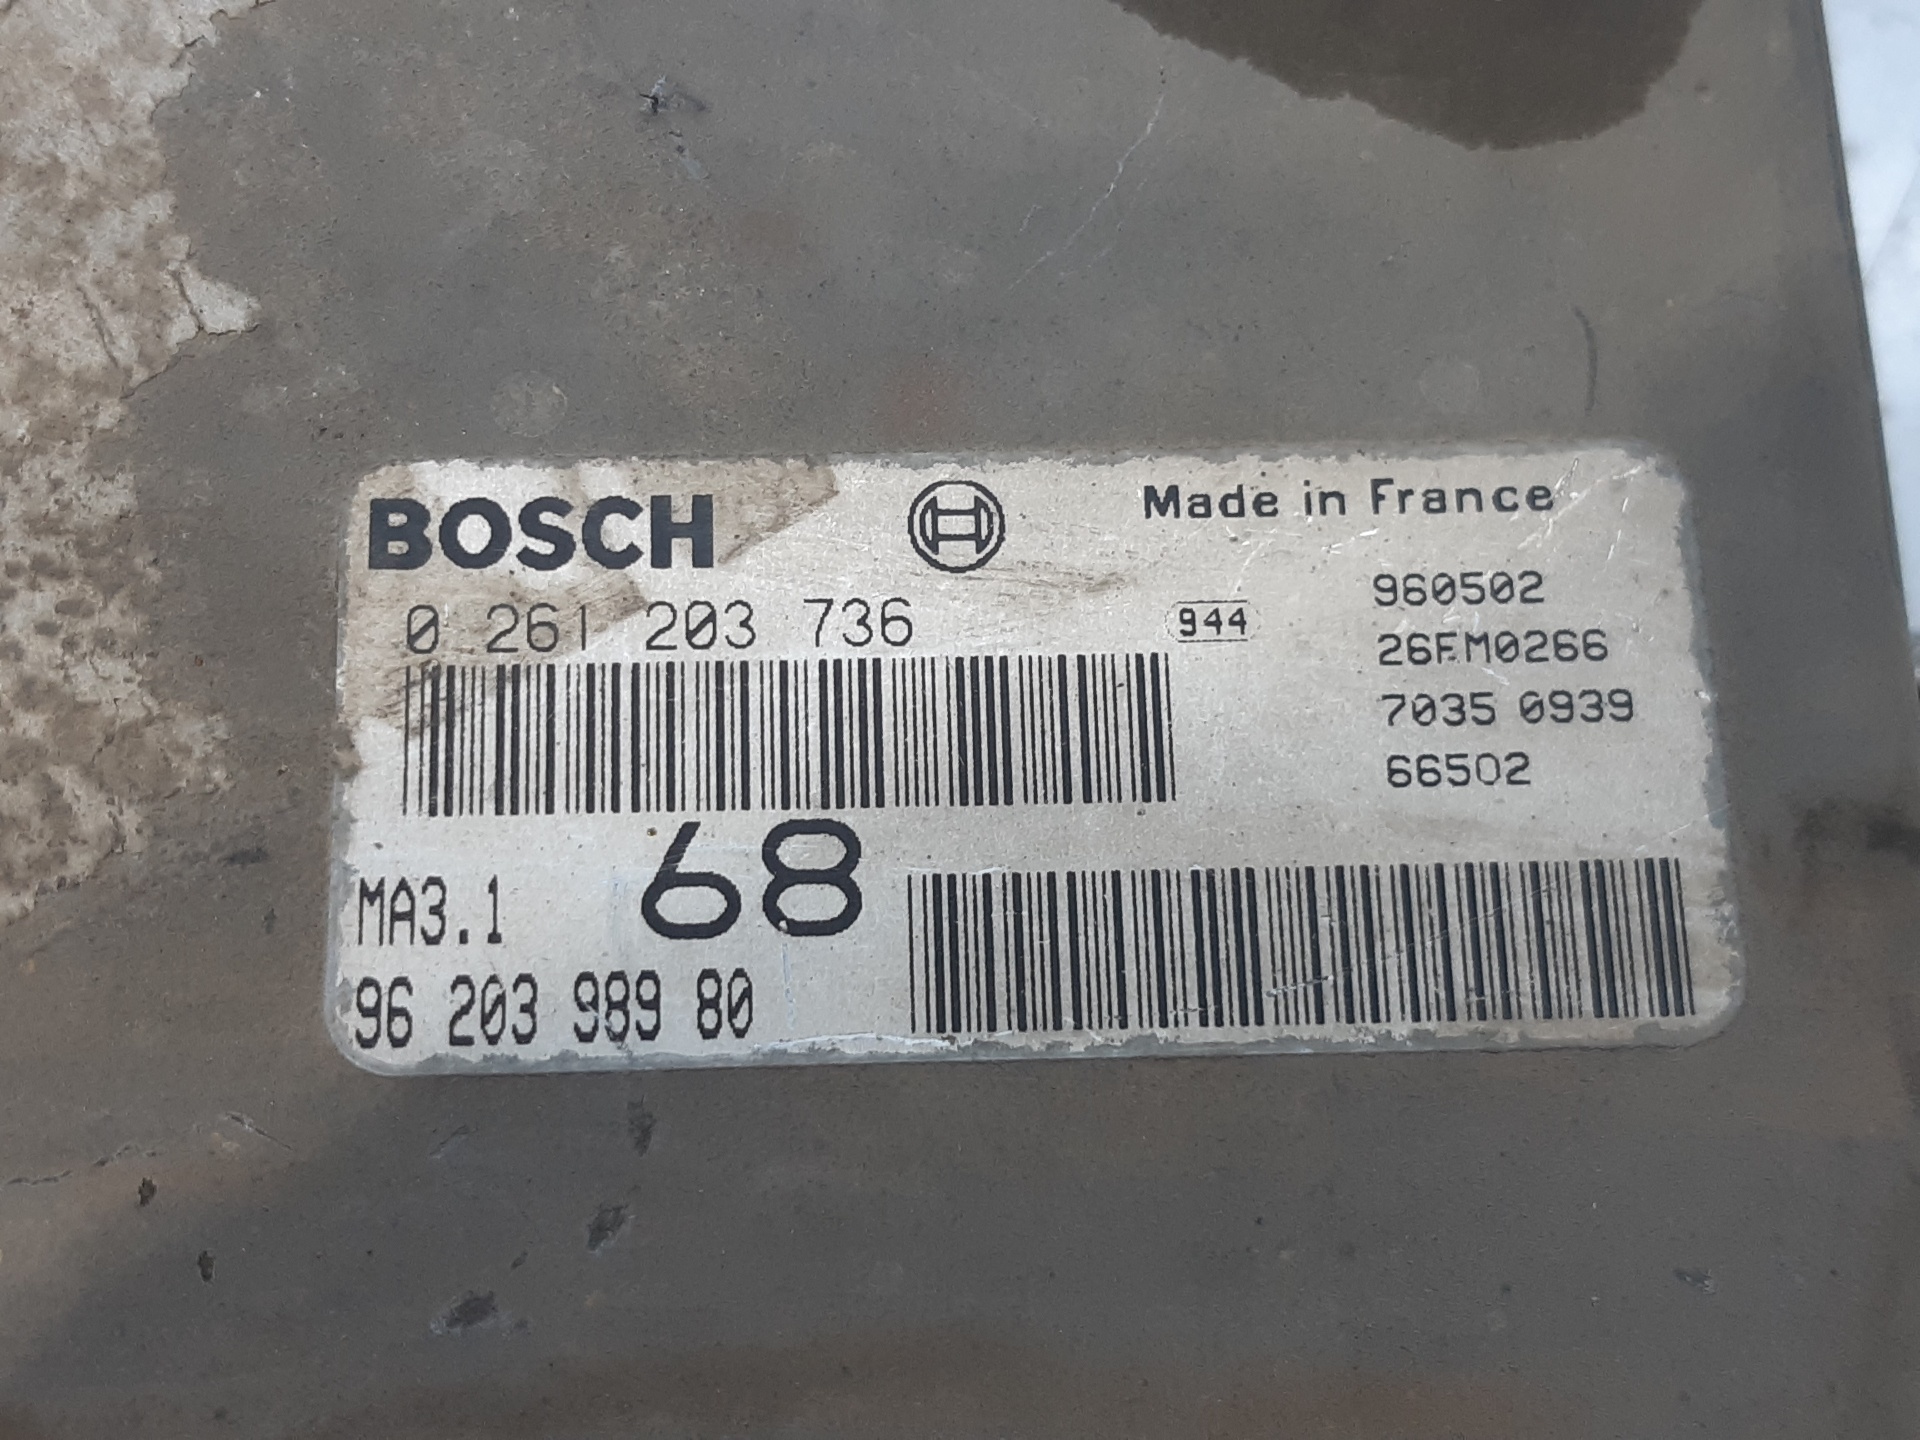 BOSCH
Made in France
0 261 203 736
944
960502
26FM0266
7035 0939
66502
MA3.1
68
96 203 989 80